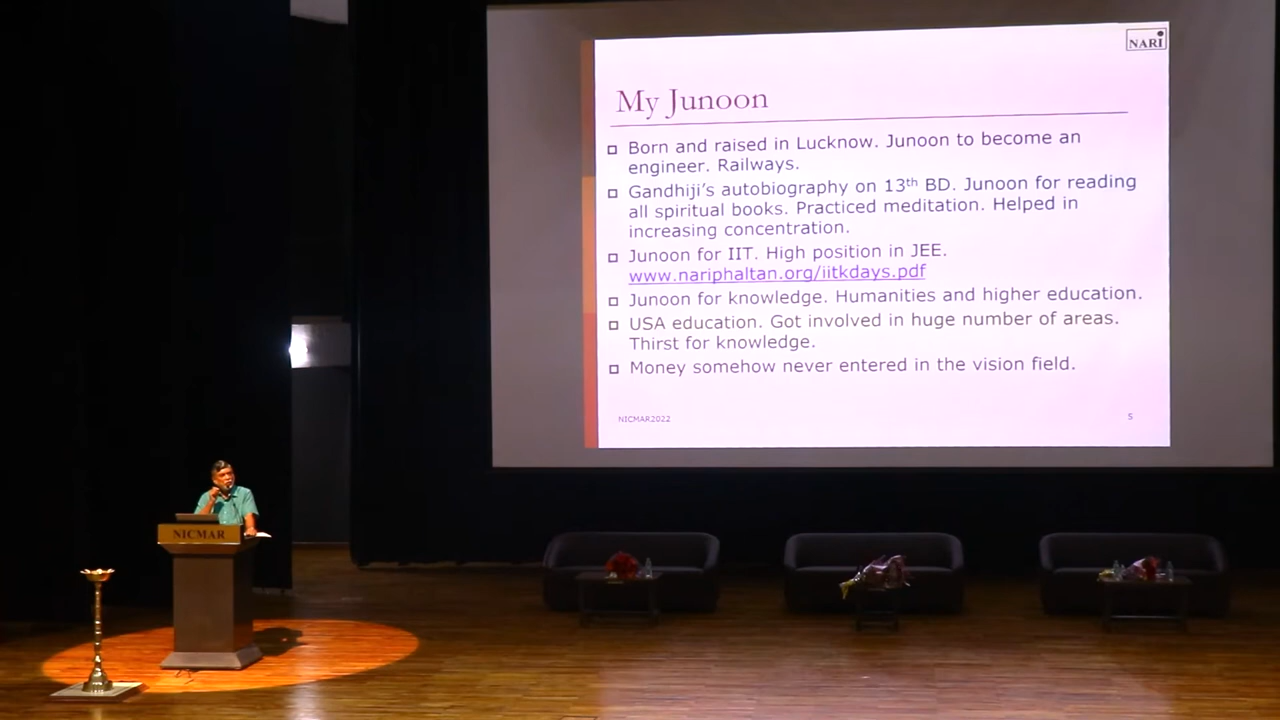 NARI
My Junoon
Born and raised in Lucknow. Junoon to become an
engineer. Railways.
Gandhiji's autobiography on 13th BD. Junoon for reading
all spiritual books. Practiced meditation. Helped in
increasing concentration.
Junoon for IIT. High position in JEE.
www.nariphaltan.org/iitkdays.pdf
Junoon for knowledge. Humanities and higher education.
USA education. Got involved in huge number of areas.
Thirst for knowledge.
Money somehow never entered in the vision field.
NICMAR2022
5
NICMAR